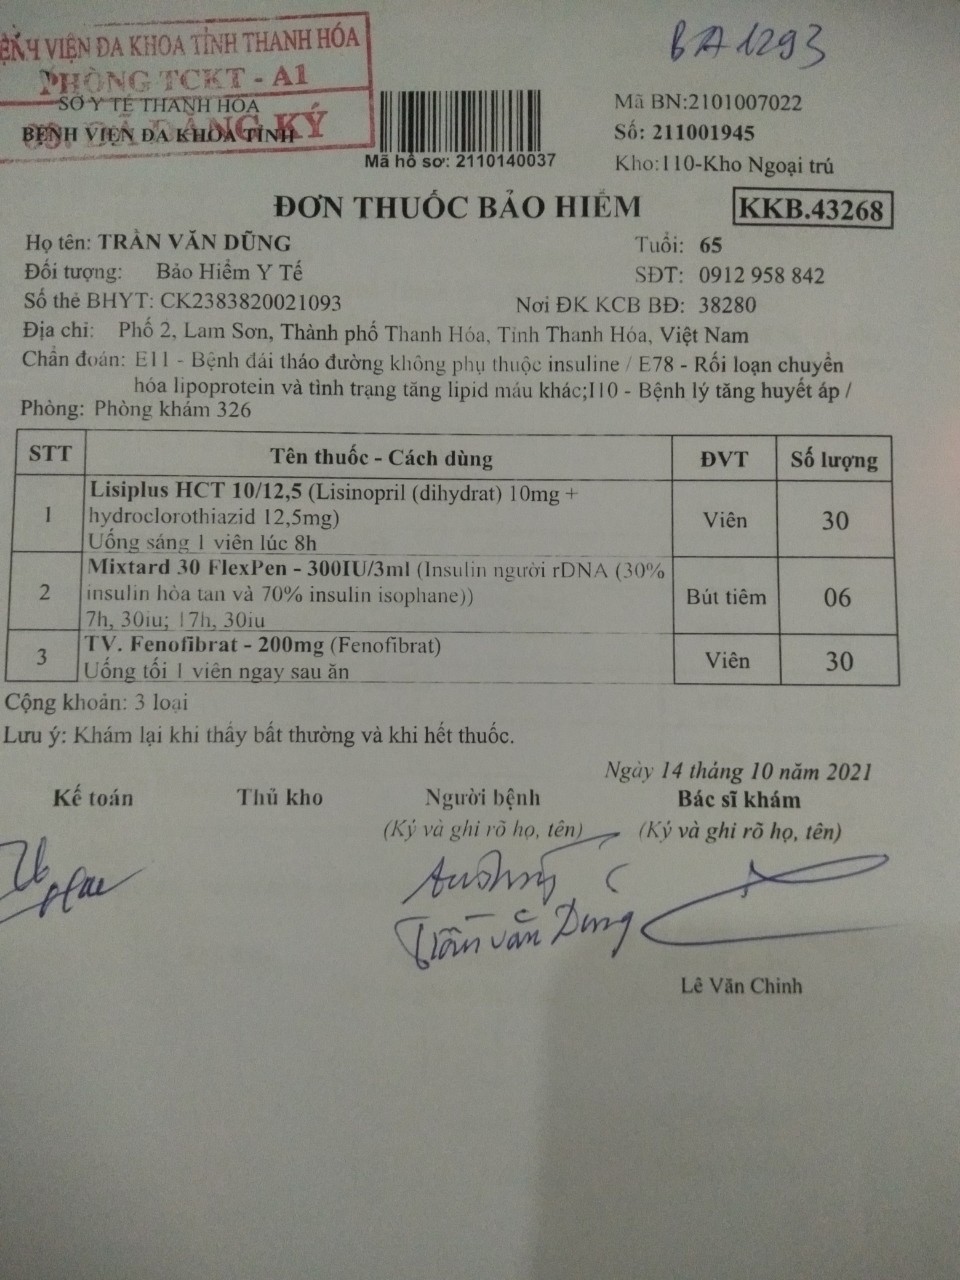 BỆNH VIỆN ĐA KHOA TỈNH THANH HÓA
PHÒNG TCKT - A1
ĐÃ ĐĂNG KÝ
BA 1293
SỞ Y TẾ THANH HÓA
BỆNH VIỆN ĐA KHOA TỈNH
Mã hồ sơ: 2110140037
Mã BN:2101007022
Số: 211001945
Kho:I10-Kho Ngoại trú
ĐƠN THUỐC BẢO HIỂM
KKB.43268
Họ tên: TRẦN VĂN DŨNG Tuổi: 65
Đối tượng: Bảo Hiểm Y Tế SĐT: 0912 958 842
Số thẻ BHYT: CK2383820021093 Nơi ĐK KCB BĐ: 38280
Địa chỉ: Phố 2, Lam Sơn, Thành phố Thanh Hóa, Tỉnh Thanh Hóa, Việt Nam
Chẩn đoán: E11 - Bệnh đái tháo đường không phụ thuộc insuline / E78 - Rối loạn chuyển
hóa lipoprotein và tình trạng tăng lipid máu khác;I10 - Bệnh lý tăng huyết áp /
Phòng: Phòng khám 326
STT Tên thuốc - Cách dùng ĐVT Số lượng
Lisiplus HCT 10/12,5 (Lisinopril (dihydrat) 10mg +
1 hydroclorothiazid 12,5mg) Viên 30
Uống sáng 1 viên lúc 8h
Mixtard 30 FlexPen - 300IU/3ml (Insulin người rDNA (30%
2 insulin hòa tan và 70% insulin isophane)) Bút tiêm 06
7h, 30iu; 17h, 30iu
TV. Fenofibrat - 200mg (Fenofibrat)
3 Viên 30
Uống tối 1 viên ngay sau ăn
Cộng khoản: 3 loại
Lưu ý: Khám lại khi thấy bất thường và khi hết thuốc.
Ngày 14 tháng 10 năm 2021
Kế toán Thủ kho Người bệnh Bác sĩ khám
(Ký và ghi rõ họ, tên) (Ký và ghi rõ họ, tên)
Trần Văn Dũng
Lê Văn Chinh